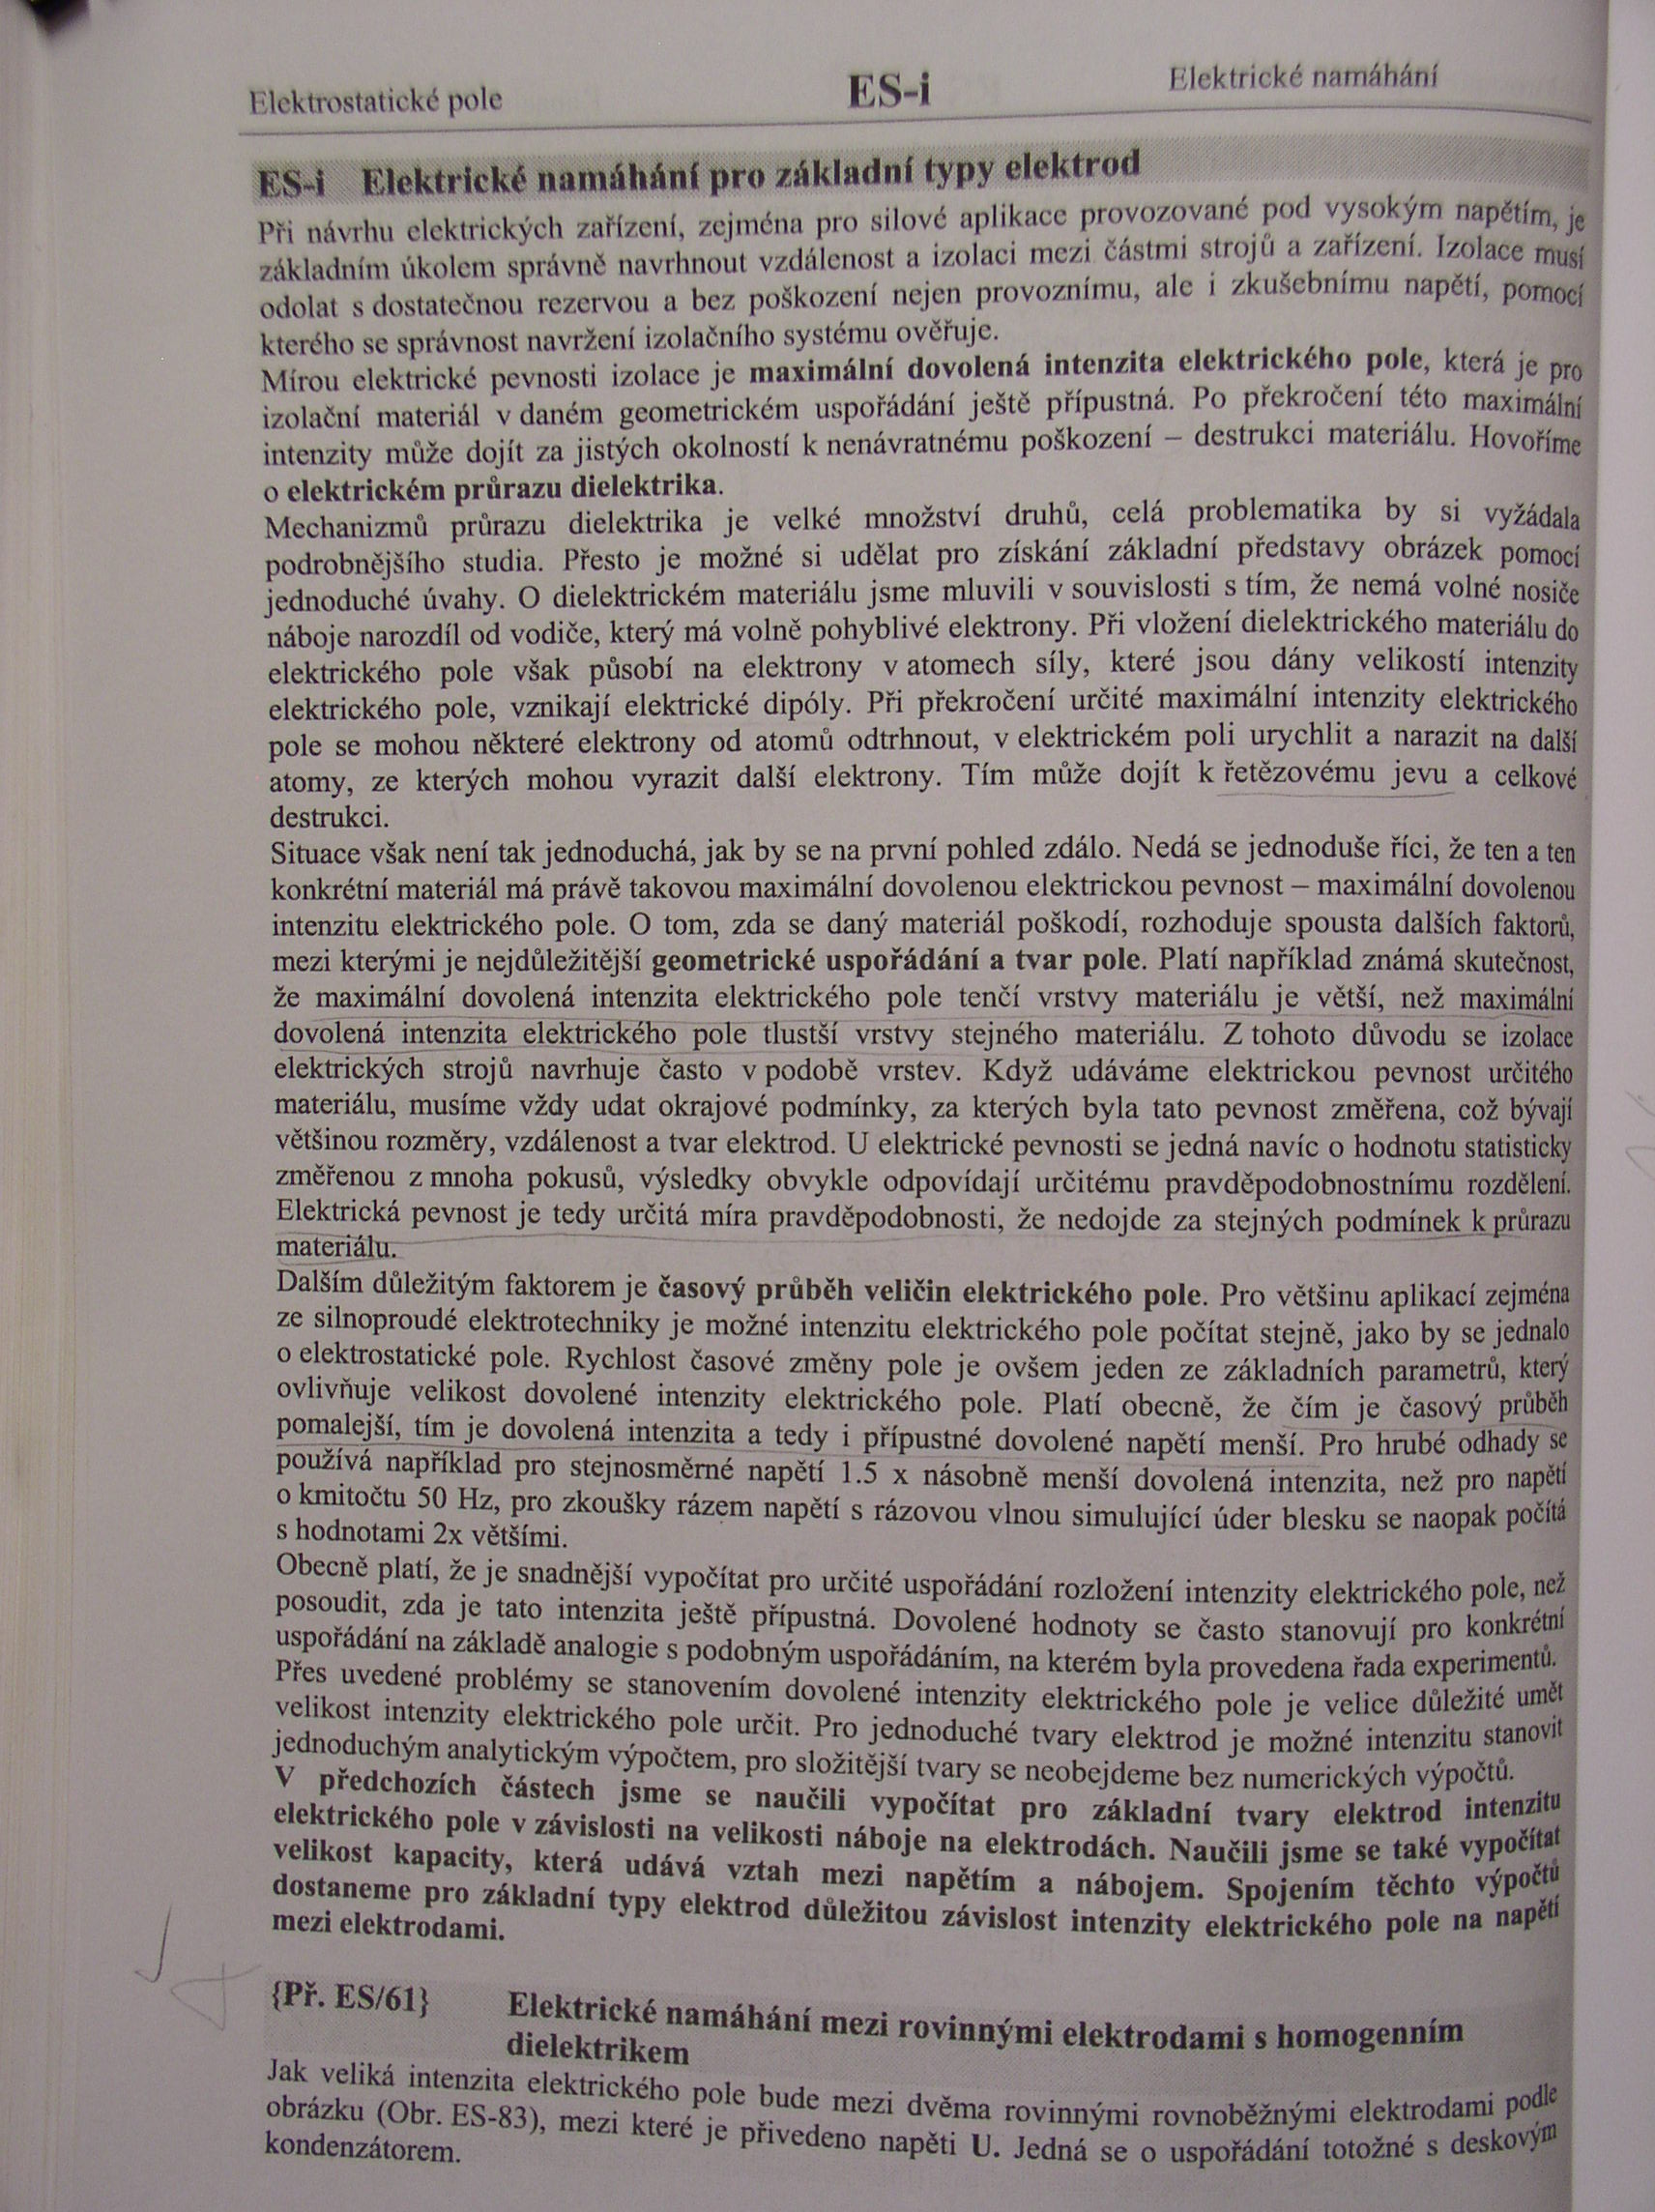 Elektrostatické pole
ES-i
Elektrické namáhání
ES-i Elektrické namáhání pro základní typy elektrod
Při návrhu elektrických zařízení, zejména pro silové aplikace provozované pod vysokým napětím, je
základním úkolem správně navrhnout vzdálenost a izolaci mezi částmi strojů a zařízení. Izolace musí
odolat s dostatečnou rezervou a bez poškození nejen provoznímu, ale i zkušebnímu napětí, pomocí
kterého se správnost navržení izolačního systému ověřuje.
Mírou elektrické pevnosti izolace je maximální dovolená intenzita elektrického pole, která je pro
izolační materiál v daném geometrickém uspořádání ještě přípustná. Po překročení této maximální
intenzity může dojít za jistých okolností k nenávratnému poškození – destrukci materiálu. Hovoříme
o elektrickém průrazu dielektrika.
Mechanizmů průrazu dielektrika je velké množství druhů, celá problematika by si vyžádala
podrobnějšího studia. Přesto je možné si udělat pro získání základní představy obrázek pomocí
jednoduché úvahy. O dielektrickém materiálu jsme mluvili v souvislosti s tím, že nemá volné nosiče
náboje narozdíl od vodiče, který má volně pohyblivé elektrony. Při vložení dielektrického materiálu do
elektrického pole však působí na elektrony v atomech síly, které jsou dány velikostí intenzity
elektrického pole, vznikají elektrické dipóly. Při překročení určité maximální intenzity elektrického
pole se mohou některé elektrony od atomů odtrhnout, v elektrickém poli urychlit a narazit na další
atomy, ze kterých mohou vyrazit další elektrony. Tím může dojít k řetězovému jevu a celkové
destrukci.
Situace však není tak jednoduchá, jak by se na první pohled zdálo. Nedá se jednoduše říci, že ten a ten
konkrétní materiál má právě takovou maximální dovolenou elektrickou pevnost – maximální dovolenou
intenzitu elektrického pole. O tom, zda se daný materiál poškodí, rozhoduje spousta dalších faktorů,
mezi kterými je nejdůležitější geometrické uspořádání a tvar pole. Platí například známá skutečnost,
že maximální dovolená intenzita elektrického pole tenčí vrstvy materiálu je větší, než maximální
dovolená intenzita elektrického pole tlustší vrstvy stejného materiálu. Z tohoto důvodu se izolace
elektrických strojů navrhuje často v podobě vrstev. Když udáváme elektrickou pevnost určitého
materiálu, musíme vždy udat okrajové podmínky, za kterých byla tato pevnost změřena, což bývají
většinou rozměry, vzdálenost a tvar elektrod. U elektrické pevnosti se jedná navíc o hodnotu statisticky
změřenou z mnoha pokusů, výsledky obvykle odpovídají určitému pravděpodobnostnímu rozdělení.
Elektrická pevnost je tedy určitá míra pravděpodobnosti, že nedojde za stejných podmínek k průrazu
materiálu.
Dalším důležitým faktorem je časový průběh veličin elektrického pole. Pro většinu aplikací zejména
ze silnoproudé elektrotechniky je možné intenzitu elektrického pole počítat stejně, jako by se jednalo
o elektrostatické pole. Rychlost časové změny pole je ovšem jeden ze základních parametrů, který
ovlivňuje velikost dovolené intenzity elektrického pole. Platí obecně, že čím je časový průběh
pomalejší, tím je dovolená intenzita a tedy i přípustné dovolené napětí menší. Pro hrubé odhady se
používá například pro stejnosměrné napětí 1.5 x násobně menší dovolená intenzita, než pro napětí
o kmitočtu 50 Hz, pro zkoušky rázem napětí s rázovou vlnou simulující úder blesku se naopak počítá
s hodnotami 2x většími.
Obecně platí, že je snadnější vypočítat pro určité uspořádání rozložení intenzity elektrického pole, než
posoudit, zda je tato intenzita ještě přípustná. Dovolené hodnoty se často stanovují pro konkrétní
uspořádání na základě analogie s podobným uspořádáním, na kterém byla provedena řada experimentů.
Přes uvedené problémy se stanovením dovolené intenzity elektrického pole je velice důležité umět
velikost intenzity elektrického pole určit. Pro jednoduché tvary elektrod je možné intenzitu stanovit
jednoduchým analytickým výpočtem, pro složitější tvary se neobejdeme bez numerických výpočtů.
V předchozích částech jsme se naučili vypočítat pro základní tvary elektrod intenzitu
elektrického pole v závislosti na velikosti náboje na elektrodách. Naučili jsme se také vypočítat
velikost kapacity, která udává vztah mezi napětím a nábojem. Spojením těchto výpočtů
dostaneme pro základní typy elektrod důležitou závislost intenzity elektrického pole na napětí
mezi elektrodami.
{Př. ES/61} Elektrické namáhání mezi rovinnými elektrodami s homogenním
dielektrikem
Jak veliká intenzita elektrického pole bude mezi dvěma rovinnými rovnoběžnými elektrodami podle
obrázku (Obr. ES-83), mezi které je přivedeno napěti U. Jedná se o uspořádání totožné s deskovým
kondenzátorem.